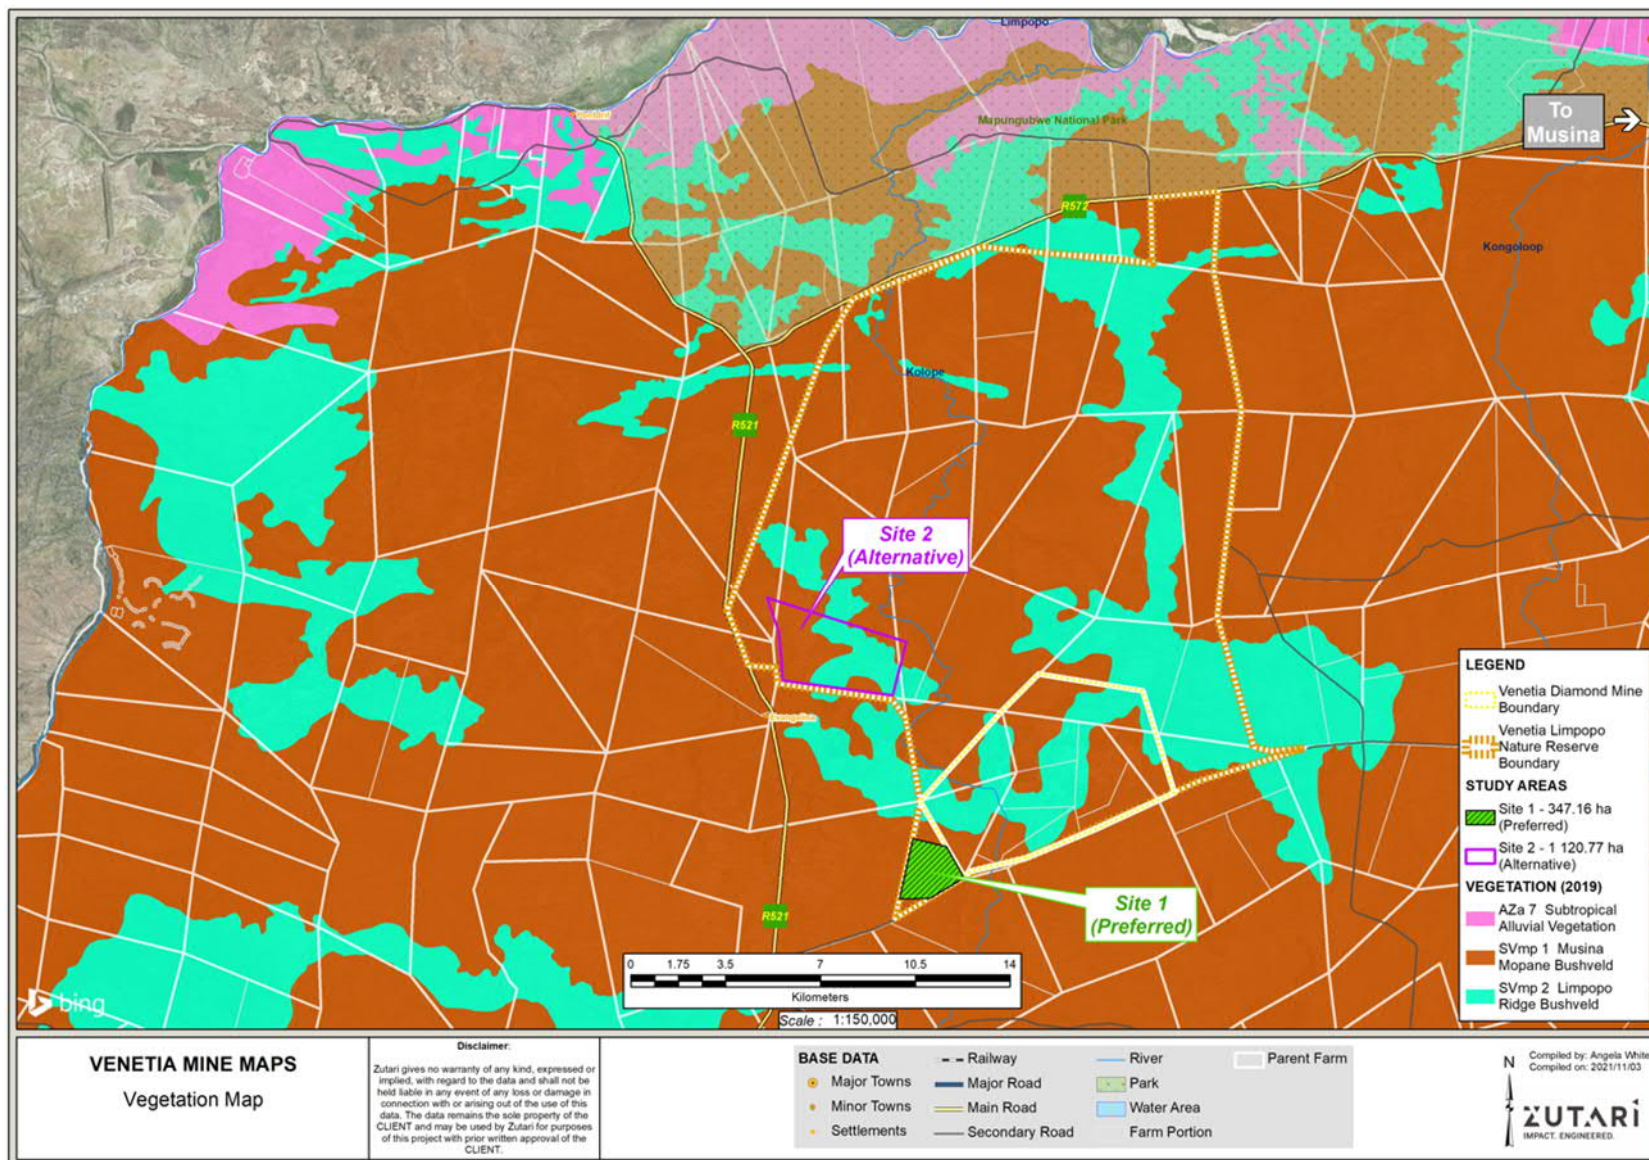 Limpopo
Pontdrif
Mapungubwe National Park
To
Musina
R572
Kongoloop
Kolope
R521
Site 2
(Alternative)
R521
Site 1
(Preferred)
0 1.75 3.5 7 10.5 14
Kilometers
Scale : 1:150,000
bing
LEGEND
Venetia Diamond Mine
Boundary
Venetia Limpopo
Nature Reserve
Boundary
STUDY AREAS
Site 1 - 347.16 ha
(Preferred)
Site 2 - 1 120.77 ha
(Alternative)
VEGETATION (2019)
AZa 7 Subtropical
Alluvial Vegetation
SVmp 1 Musina
Mopane Bushveld
SVmp 2 Limpopo
Ridge Bushveld
VENETIA MINE MAPS
Vegetation Map
Disclaimer:
Zutari gives no warranty of any kind, expressed or
implied, with regard to the data and shall not be
held liable in any event of any loss or damage in
connection with or arising out of the use of this
data. The data remains the sole property of the
CLIENT and may be used by Zutari for purposes
of this project with prior written approval of the
CLIENT.
BASE DATA
Major Towns
Minor Towns
Settlements
Railway
Major Road
Main Road
Secondary Road
River
Park
Water Area
Farm Portion
Parent Farm
N
Compiled by: Angela White
Compiled on: 2021/11/03
ZUTARI
IMPACT. ENGINEERED.